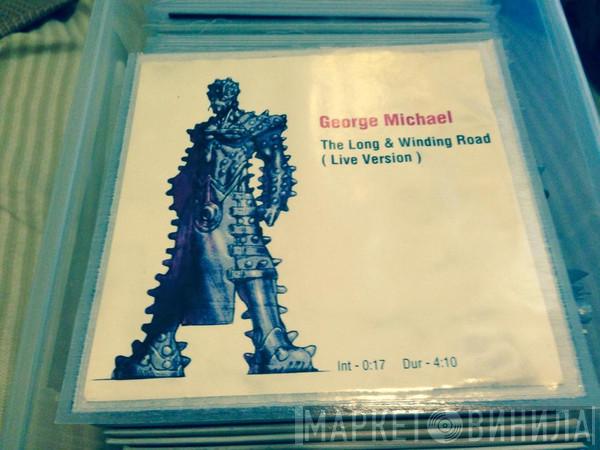 George Michael
The Long & Winding Road
( Live Version )
Int - 0:17 Dur - 4:10
МАРКЕТ ВИНИЛА